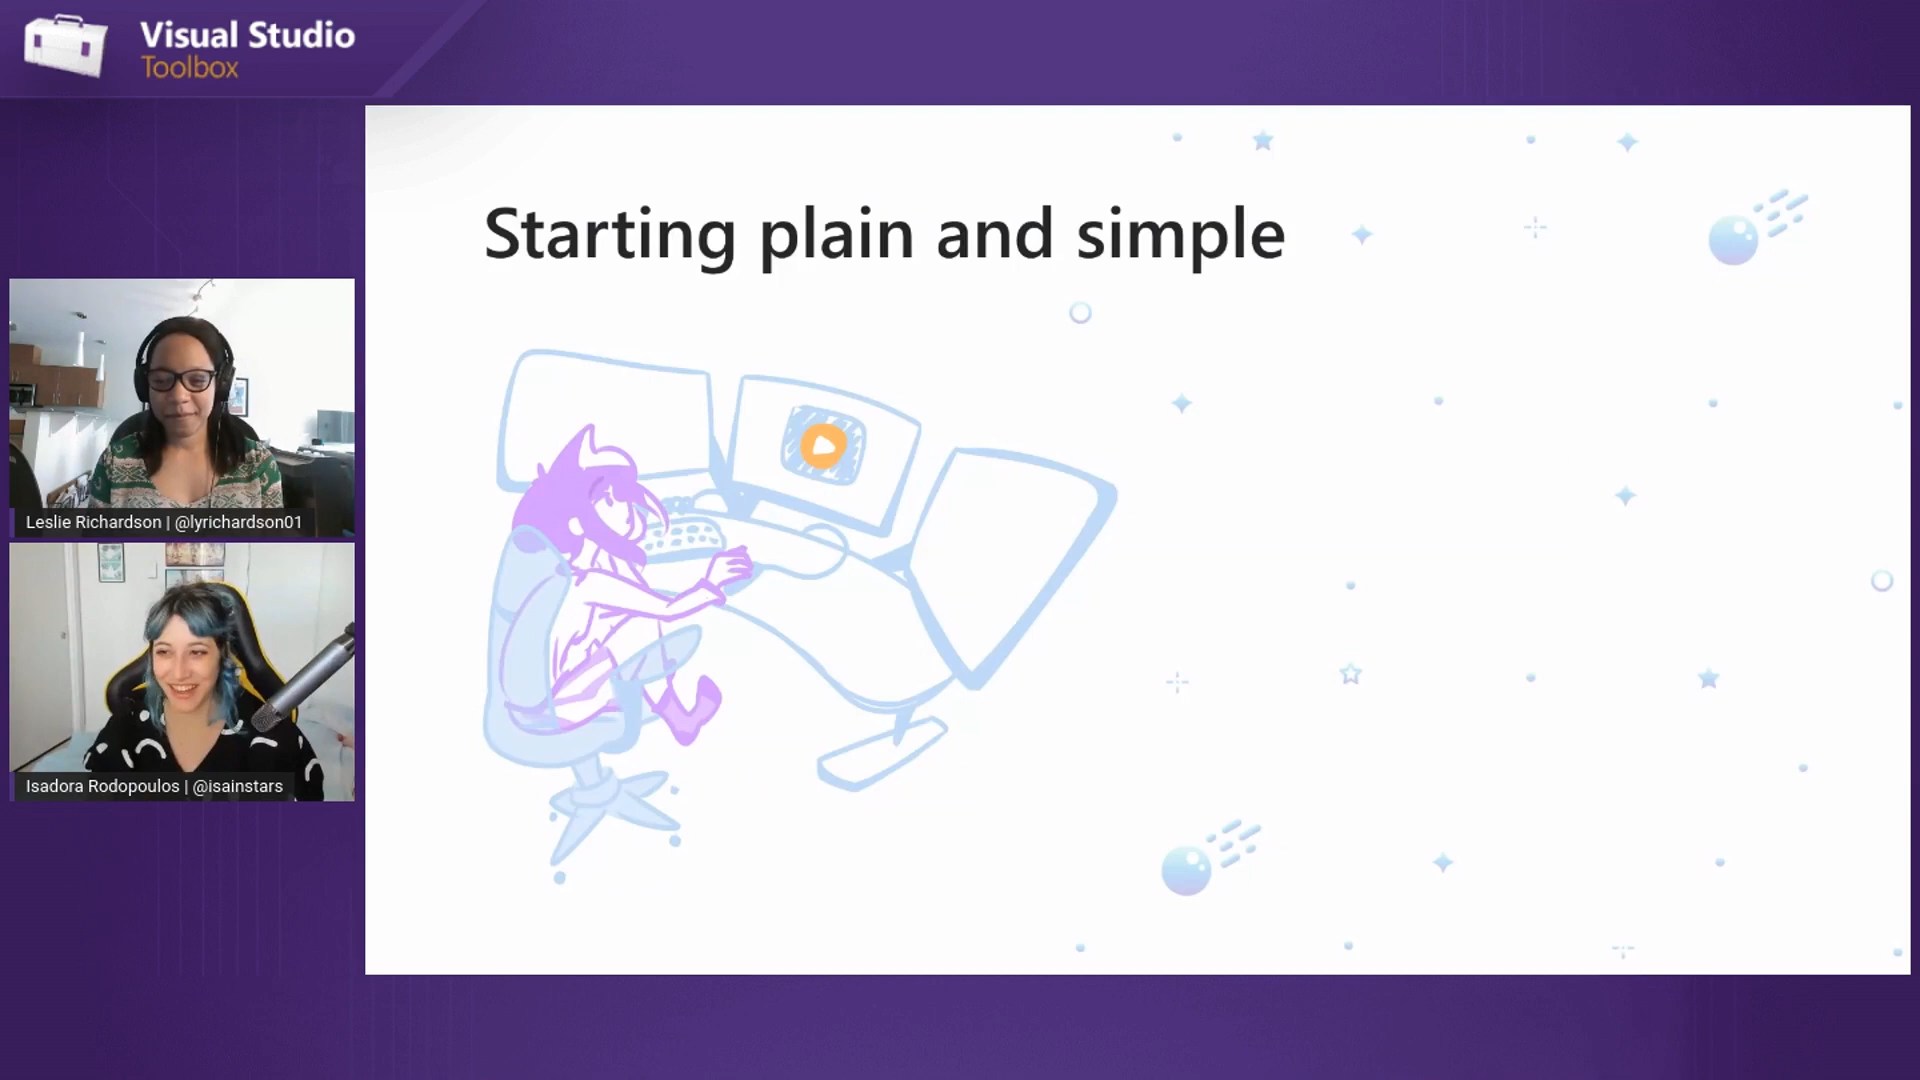 Visual Studio
Toolbox
Starting plain and simple
Leslie Richardson | @lyrichardson01
Isadora Rodopoulos | @isainstars